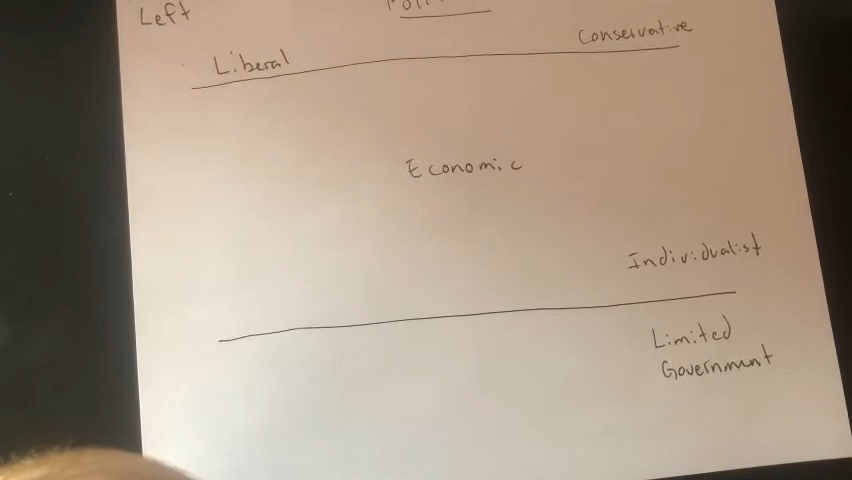 Left
Liberal
Conservative
Economic
Individualist
Limited
Government